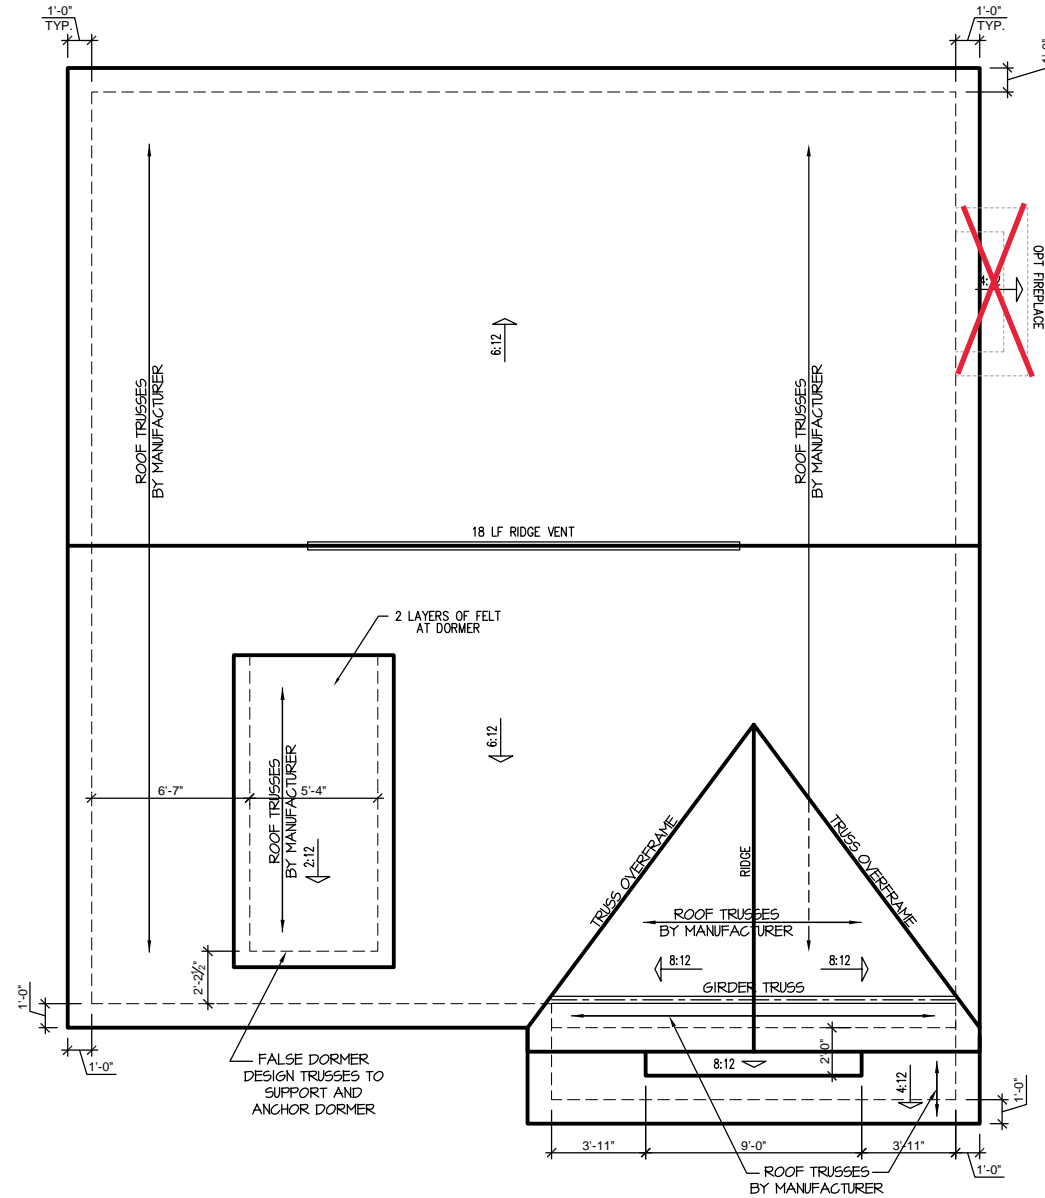 1'-0"
TYP.
1'-0"
TYP.
1'-0"
OPT FIREPLACE
6:12
ROOF TRUSSES
BY MANUFACTURER
ROOF TRUSSES
BY MANUFACTURER
18 LF RIDGE VENT
2 LAYERS OF FELT
AT DORMER
6:12
6'-7"
5'-4"
ROOF TRUSSES
BY MANUFACTURER
2:12
TRUSS OVERFRAME
RIDGE
TRUSS OVERFRAME
ROOF TRUSSES
BY MANUFACTURER
8:12
8:12
GIRDER TRUSS
2'-2½"
1'-0"
1'-0"
FALSE DORMER
DESIGN TRUSSES TO
SUPPORT AND
ANCHOR DORMER
8:12
2'-0"
4:12
1'-0"
3'-11"
9'-0"
3'-11"
1'-0"
ROOF TRUSSES
BY MANUFACTURER